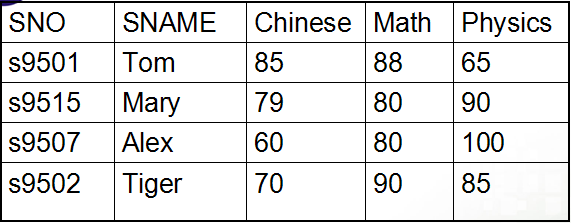 SNO SNAME Chinese Math Physics
s9501 Tom 85 88 65
s9515 Mary 79 80 90
s9507 Alex 60 80 100
s9502 Tiger 70 90 85